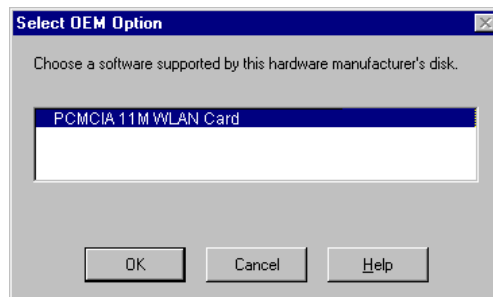 Select OEM Option
Choose a software supported by this hardware manufacturer's disk.
PCMCIA 11M WLAN Card
OK
Cancel
Help